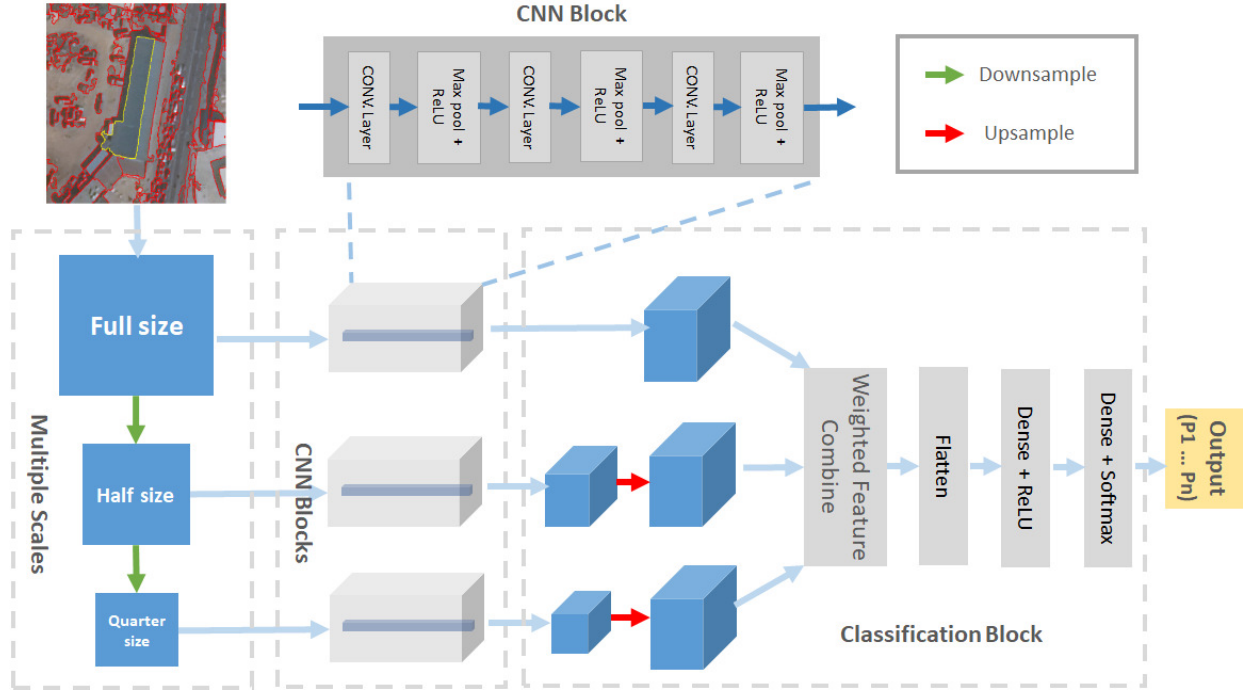 CNN Block
CONV. Layer
Max pool +
ReLU
CONV. Layer
Max pool +
ReLU
CONV. Layer
Max pool +
ReLU
Downsample
Upsample
Full size
Half size
Quarter
size
Multiple Scales
CNN Blocks
Weighted Feature
Combine
Flatten
Dense + ReLU
Dense + Softmax
Output
(P1 ... Pn)
Classification Block